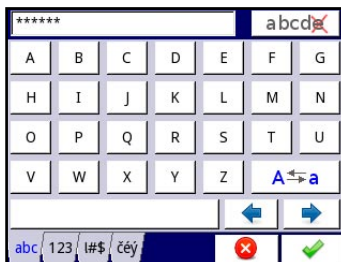 ****** abcde
A B C D E F G
H I J K L M N
O P Q R S T U
V W X Y Z A a
abc 123 !#$ čéý